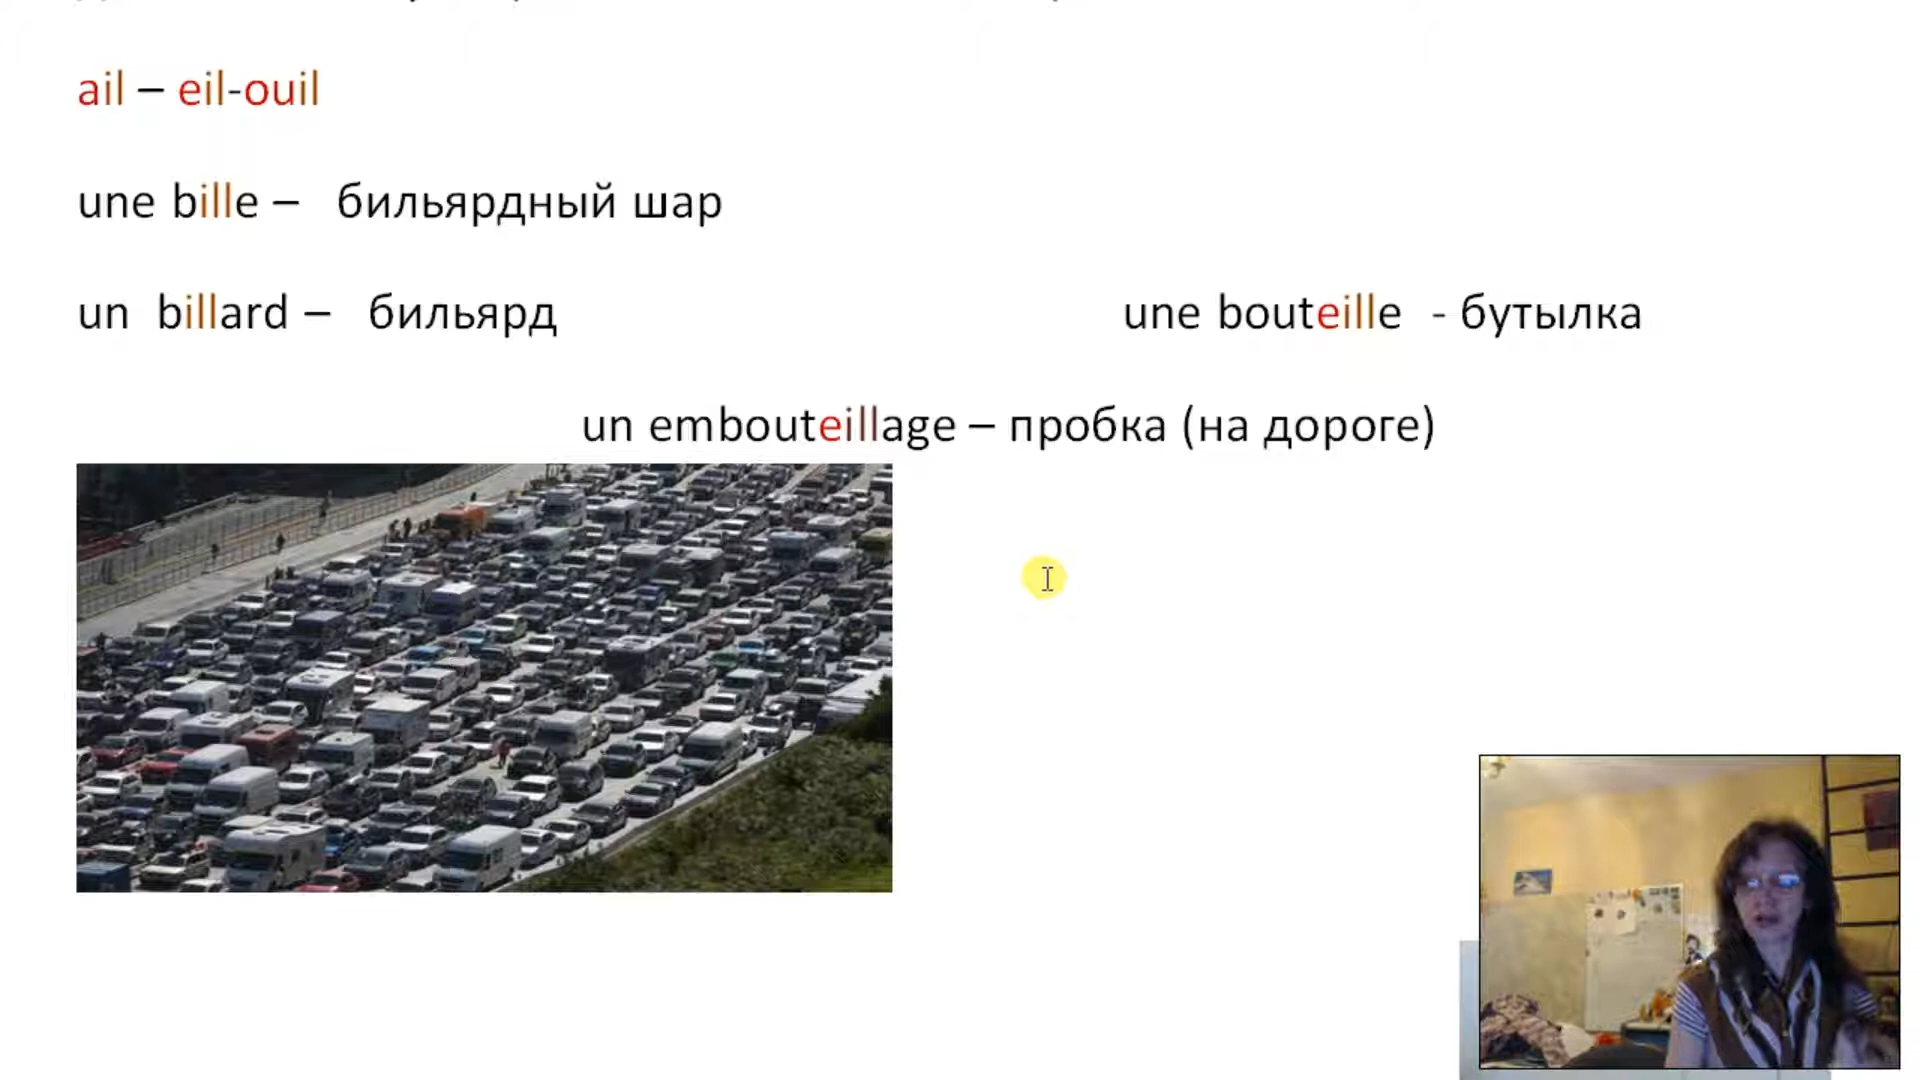 ail – eil-ouil
une bille – бильярдный шар
un billard – бильярд une bouteille - бутылка
un embouteillage – пробка (на дороге)